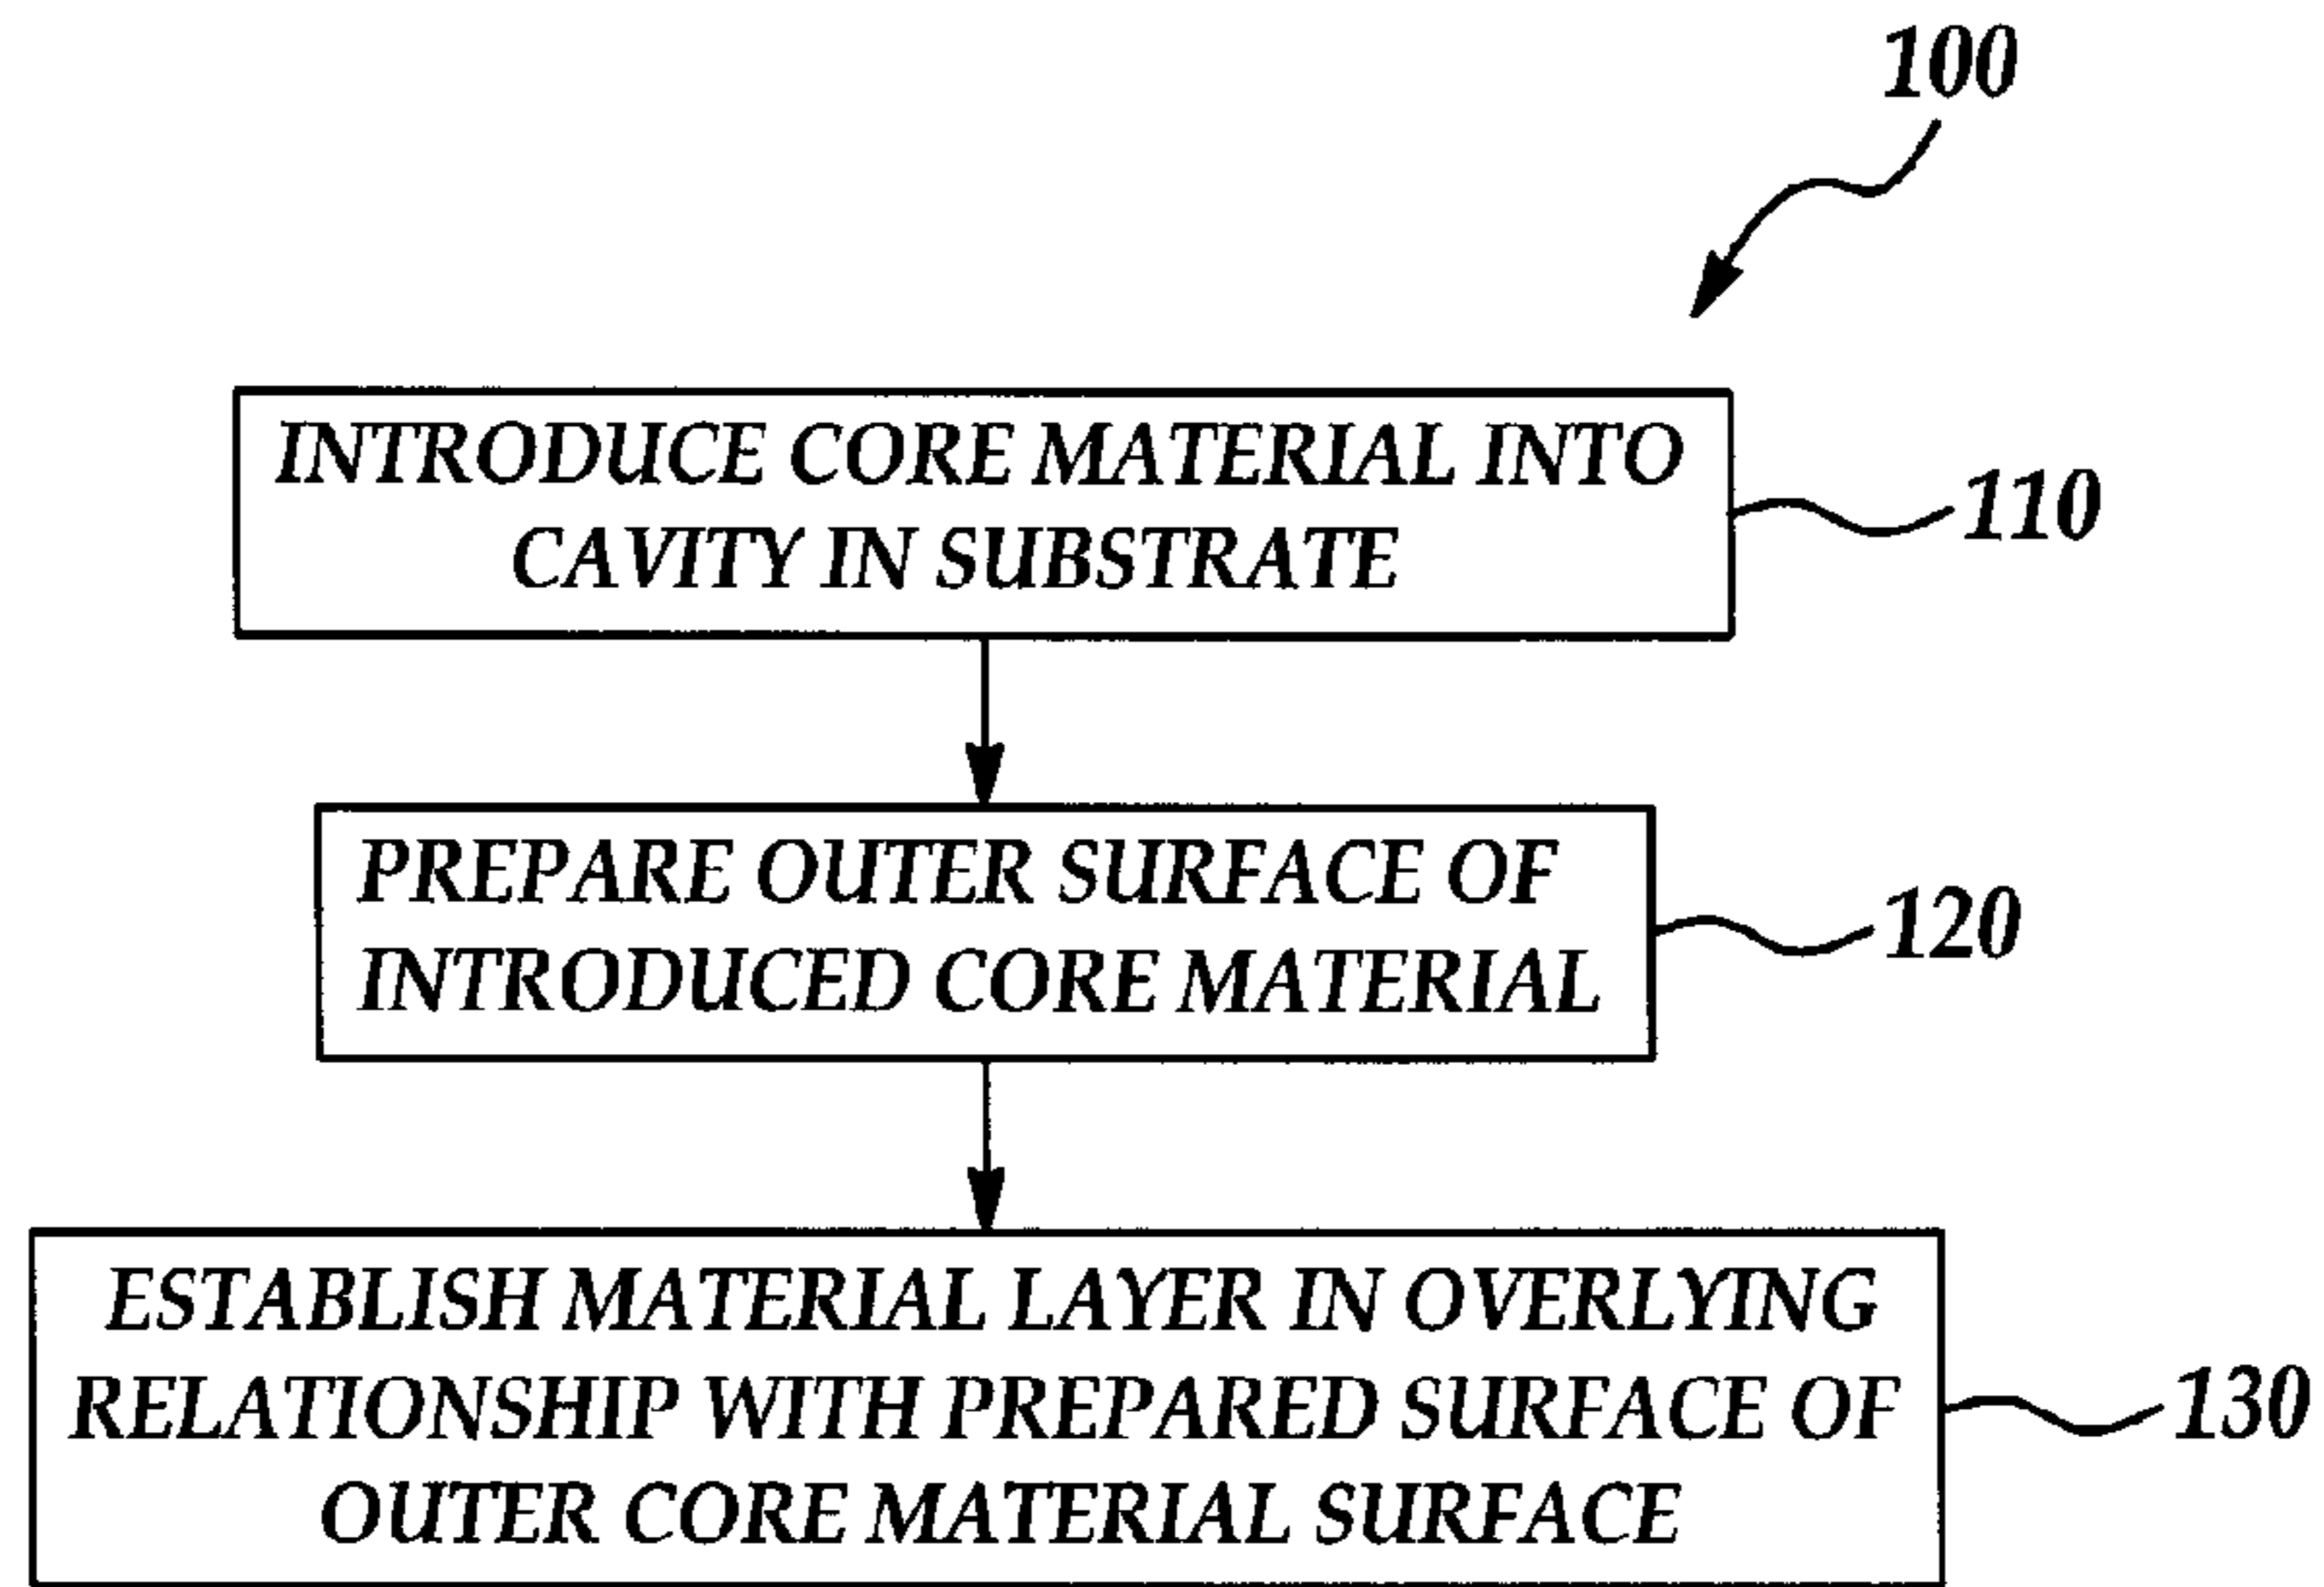 100
INTRODUCE CORE MATERIAL INTO
CAVITY IN SUBSTRATE
110
PREPARE OUTER SURFACE OF
INTRODUCED CORE MATERIAL
120
ESTABLISH MATERIAL LAYER IN OVERLYING
RELATIONSHIP WITH PREPARED SURFACE OF
OUTER CORE MATERIAL SURFACE
130